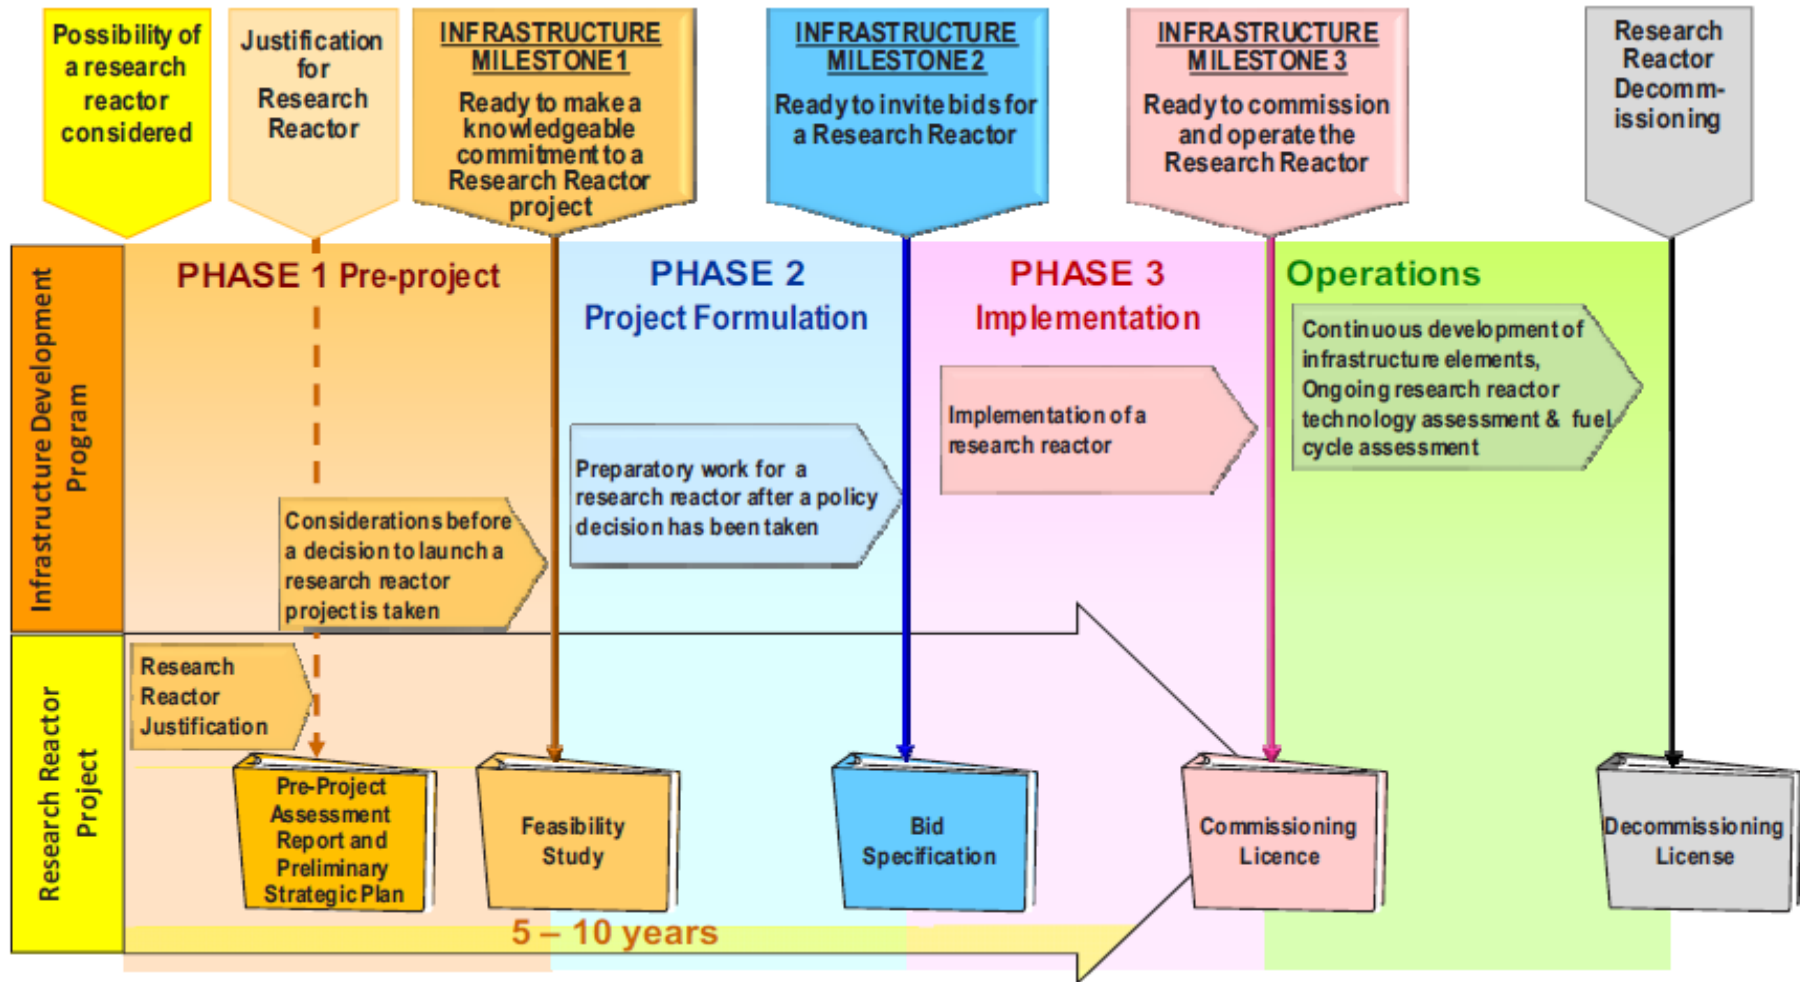 Possibility of
a research
reactor
considered
Justification
for
Research
Reactor
INFRASTRUCTURE
MILESTONE 1
Ready to make a
knowledgeable
commitment to a
Research Reactor
project
INFRASTRUCTURE
MILESTONE 2
Ready to invite bids for
a Research Reactor
INFRASTRUCTURE
MILESTONE 3
Ready to commission
and operate the
Research Reactor
Research
Reactor
Decomm-
issioning
Infrastructure Development
Program
PHASE 1 Pre-project
PHASE 2
Project Formulation
PHASE 3
Implementation
Operations
Considerations before
a decision to launch a
research reactor
project is taken
Preparatory work for a
research reactor after a policy
decision has been taken
Implementation of a
research reactor
Continuous development of
infrastructure elements,
Ongoing research reactor
technology assessment & fuel
cycle assessment
Research Reactor
Project
Research
Reactor
Justification
Pre-Project
Assessment
Report and
Preliminary
Strategic Plan
Feasibility
Study
Bid
Specification
Commissioning
Licence
Decommissioning
License
5 – 10 years